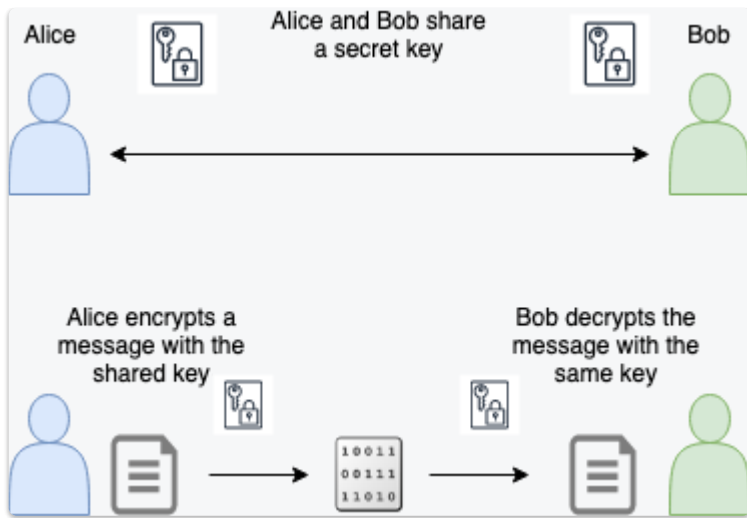 Alice
Alice and Bob share
a secret key
Bob
Alice encrypts a
message with the
shared key
Bob decrypts the
message with the
same key
10011
00111
11010